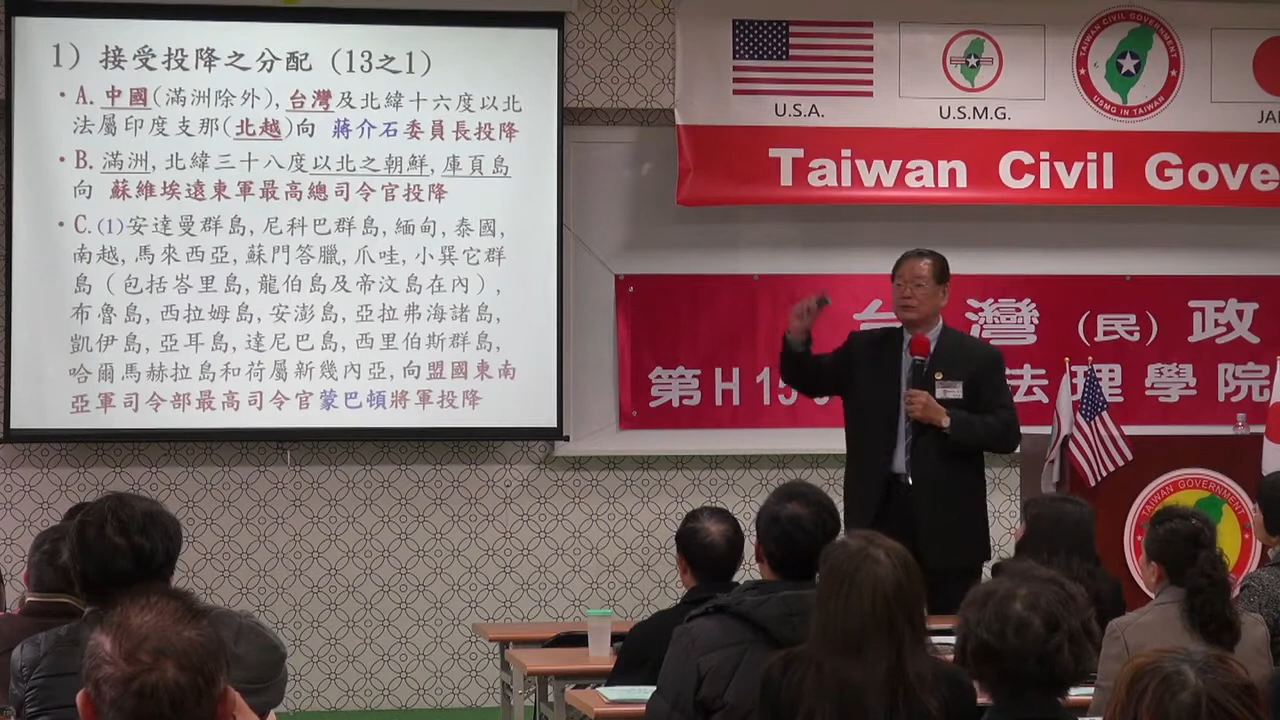 1) 接受投降之分配 (13之1)
• A. 中國(滿洲除外), 台灣及北緯十六度以北
法屬印度支那(北越)向 蔣介石委員長投降
• B. 滿洲, 北緯三十八度以北之朝鮮, 庫頁島
向 蘇維埃遠東軍最高總司令官投降
• C. (1)安達曼群島, 尼科巴群島, 緬甸, 泰國,
南越, 馬來西亞, 蘇門答臘, 爪哇, 小巽它群
島 (包括峇里島, 龍伯島及帝汶島在內),
布魯島, 西拉姆島, 安澎島, 亞拉弗海諸島,
凱伊島, 亞耳島, 達尼巴島, 西里伯斯群島,
哈爾馬赫拉島和荷屬新幾內亞, 向盟國東南
亞軍司令部最高司令官蒙巴頓將軍投降
U.S.A.
U.S.M.G.
TAIWAN CIVIL GOVERNMENT
USMG IN TAIWAN
JA
Taiwan Civil Gove
台灣(民)政
第H15 法理學院
TAIWAN GOVERNMENT